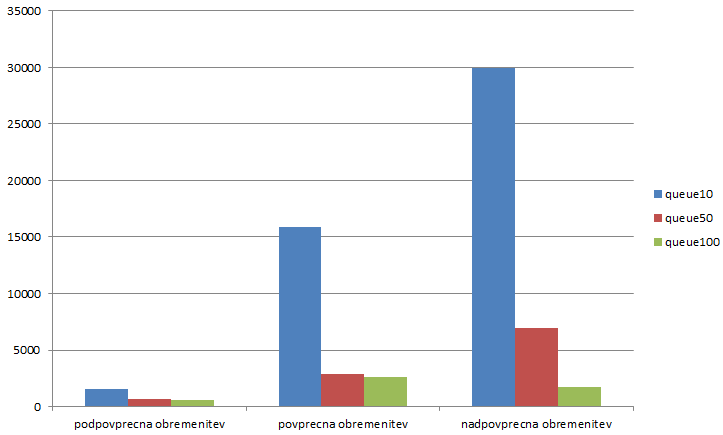 35000
30000
25000
20000
15000
10000
5000
0
podpovprecna obremenitev
povprecna obremenitev
nadpovprecna obremenitev
queue10
queue50
queue100